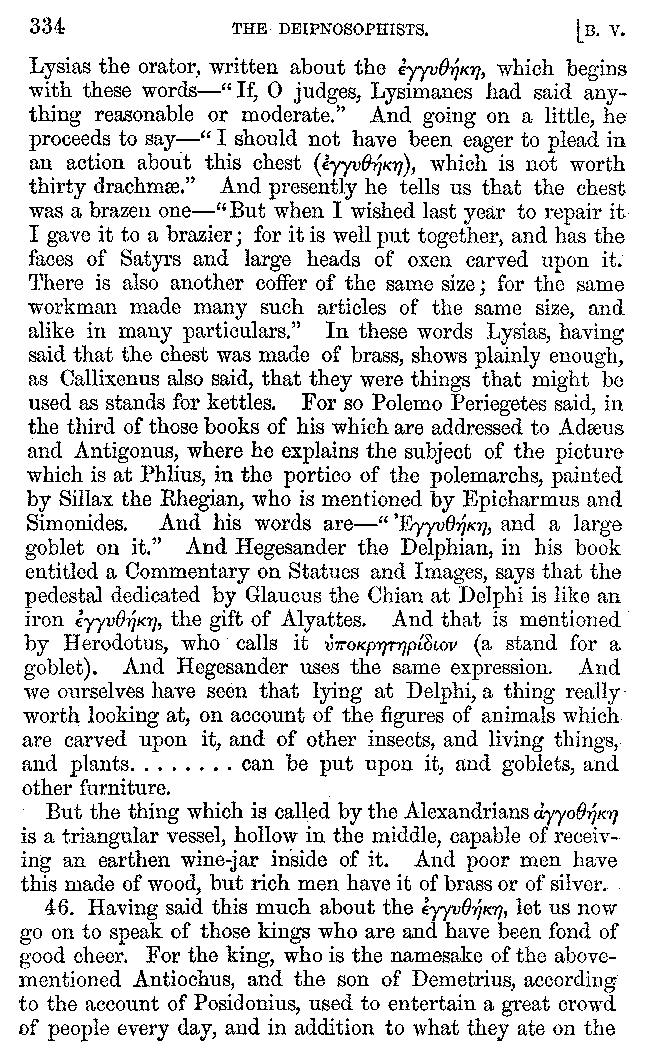 334 THE DEIPNOSOPHISTS. [B. V.
Lysias the orator, written about the ἐγγυθήκη, which begins
with these words—“If, O judges, Lysimanes had said any-
thing reasonable or moderate.” And going on a little, he
proceeds to say—“I should not have been eager to plead in
an action about this chest (ἐγγυθήκη), which is not worth
thirty drachmæ.” And presently he tells us that the chest
was a brazen one—“But when I wished last year to repair it
I gave it to a brazier; for it is well put together, and has the
faces of Satyrs and large heads of oxen carved upon it.
There is also another coffer of the same size; for the same
workman made many such articles of the same size, and
alike in many particulars.” In these words Lysias, having
said that the chest was made of brass, shows plainly enough,
as Callixenus also said, that they were things that might be
used as stands for kettles. For so Polemo Periegetes said, in
the third of those books of his which are addressed to Adæus
and Antigonus, where he explains the subject of the picture
which is at Phlius, in the portico of the polemarchs, painted
by Sillax the Rhegian, who is mentioned by Epicharmus and
Simonides. And his words are—“Ἐγγυθήκη, and a large
goblet on it.” And Hegesander the Delphian, in his book
entitled a Commentary on Statues and Images, says that the
pedestal dedicated by Glaucus the Chian at Delphi is like an
iron ἐγγυθήκη, the gift of Alyattes. And that is mentioned
by Herodotus, who calls it ὑποκρητηρίδιον (a stand for a
goblet). And Hegesander uses the same expression. And
we ourselves have seen that lying at Delphi, a thing really
worth looking at, on account of the figures of animals which
are carved upon it, and of other insects, and living things,
and plants. . . . . . . . can be put upon it, and goblets, and
other furniture.
But the thing which is called by the Alexandrians ἀγγοθήκη
is a triangular vessel, hollow in the middle, capable of receiv-
ing an earthen wine-jar inside of it. And poor men have
this made of wood, but rich men have it of brass or of silver.
46. Having said this much about the ἐγγυθήκη, let us now
go on to speak of those kings who are and have been fond of
good cheer. For the king, who is the namesake of the above-
mentioned Antiochus, and the son of Demetrius, according
to the account of Posidonius, used to entertain a great crowd
of people every day, and in addition to what they ate on the